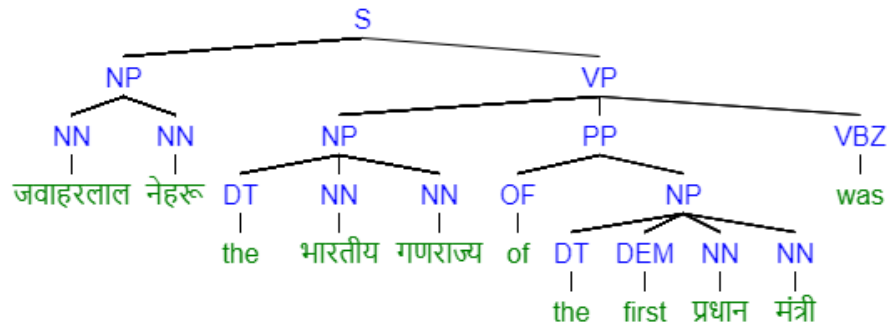 S
NP VP
NN NN NP PP VBZ
जवाहरलाल नेहरू DT NN NN OF NP was
the भारतीय गणराज्य of DT DEM NN NN
the first प्रधान मंत्री